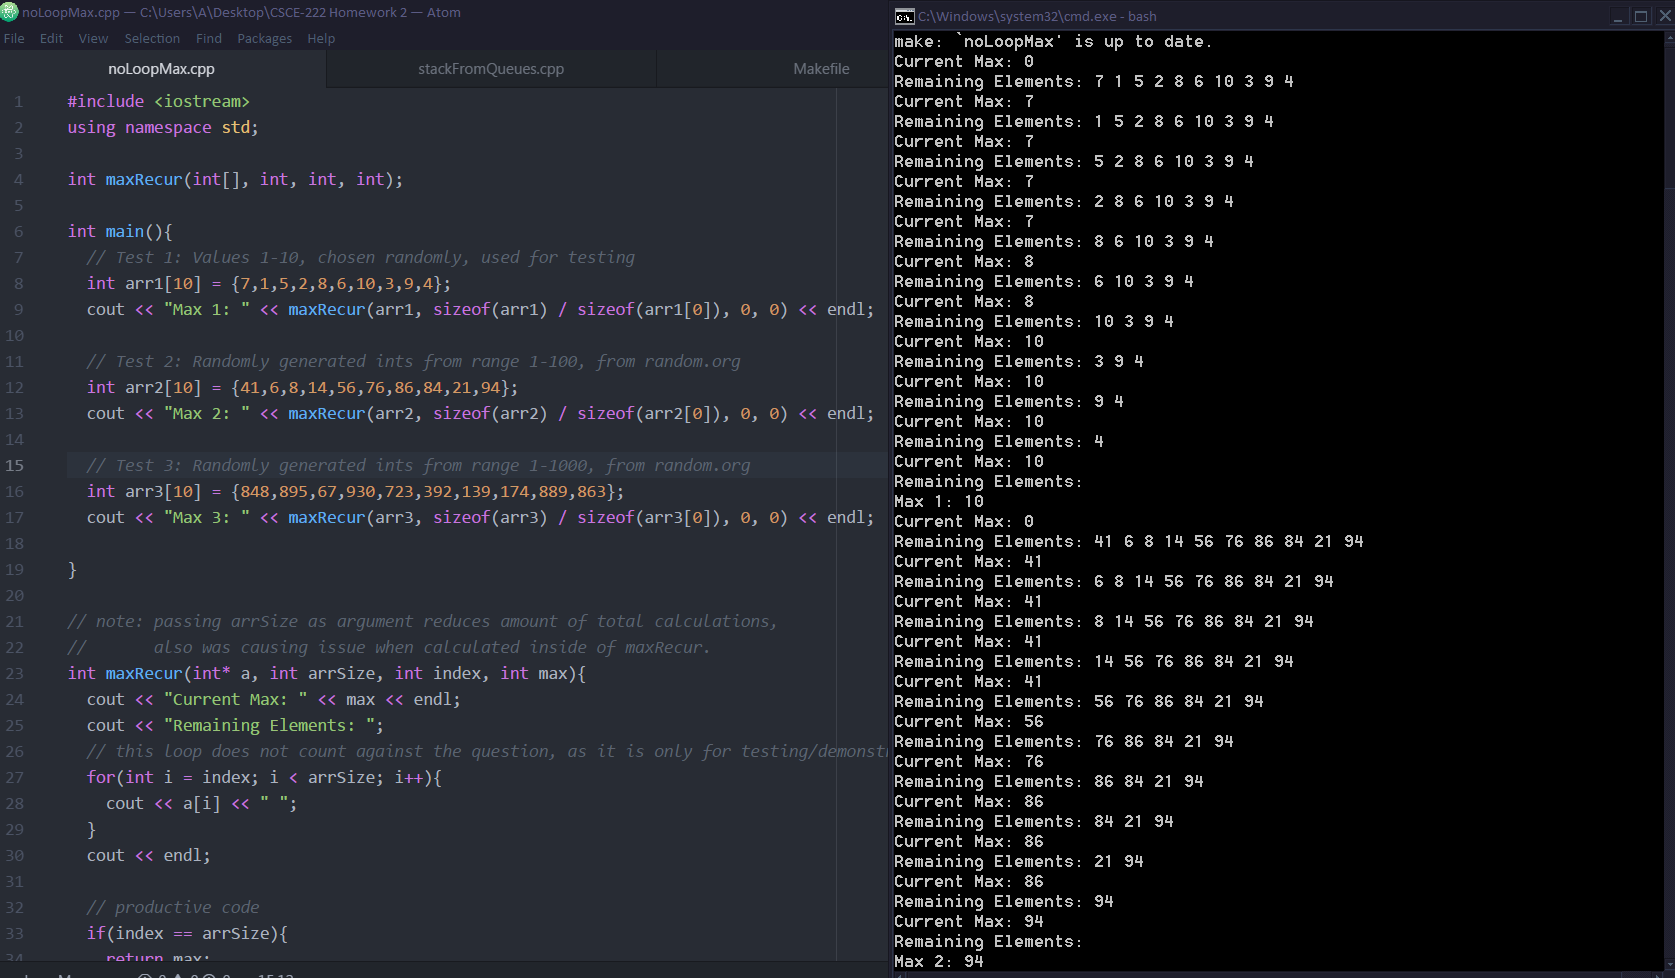 noLoopMax.cpp — C:\Users\A\Desktop\CSCE-222 Homework 2 — Atom
File Edit View Selection Find Packages Help
noLoopMax.cpp stackFromQueues.cpp Makefile
1 #include <iostream>
2 using namespace std;
3
4 int maxRecur(int[], int, int, int);
5
6 int main(){
7 // Test 1: Values 1-10, chosen randomly, used for testing
8 int arr1[10] = {7,1,5,2,8,6,10,3,9,4};
9 cout << "Max 1: " << maxRecur(arr1, sizeof(arr1) / sizeof(arr1[0]), 0, 0) << endl;
10
11 // Test 2: Randomly generated ints from range 1-100, from random.org
12 int arr2[10] = {41,6,8,14,56,76,86,84,21,94};
13 cout << "Max 2: " << maxRecur(arr2, sizeof(arr2) / sizeof(arr2[0]), 0, 0) << endl;
14
15 // Test 3: Randomly generated ints from range 1-1000, from random.org
16 int arr3[10] = {848,895,67,930,723,392,139,174,889,863};
17 cout << "Max 3: " << maxRecur(arr3, sizeof(arr3) / sizeof(arr3[0]), 0, 0) << endl;
18
19 }
20
21 // note: passing arrSize as argument reduces amount of total calculations,
22 // also was causing issue when calculated inside of maxRecur.
23 int maxRecur(int* a, int arrSize, int index, int max){
24 cout << "Current Max: " << max << endl;
25 cout << "Remaining Elements: ";
26 // this loop does not count against the question, as it is only for testing/demonst
27 for(int i = index; i < arrSize; i++){
28 cout << a[i] << " ";
29 }
30 cout << endl;
31
32 // productive code
33 if(index == arrSize){
34 return max;
C:\Windows\system32\cmd.exe - bash
make: `noLoopMax' is up to date.
Current Max: 0
Remaining Elements: 7 1 5 2 8 6 10 3 9 4
Current Max: 7
Remaining Elements: 1 5 2 8 6 10 3 9 4
Current Max: 7
Remaining Elements: 5 2 8 6 10 3 9 4
Current Max: 7
Remaining Elements: 2 8 6 10 3 9 4
Current Max: 7
Remaining Elements: 8 6 10 3 9 4
Current Max: 8
Remaining Elements: 6 10 3 9 4
Current Max: 8
Remaining Elements: 10 3 9 4
Current Max: 10
Remaining Elements: 3 9 4
Current Max: 10
Remaining Elements: 9 4
Current Max: 10
Remaining Elements: 4
Current Max: 10
Remaining Elements:
Max 1: 10
Current Max: 0
Remaining Elements: 41 6 8 14 56 76 86 84 21 94
Current Max: 41
Remaining Elements: 6 8 14 56 76 86 84 21 94
Current Max: 41
Remaining Elements: 8 14 56 76 86 84 21 94
Current Max: 41
Remaining Elements: 14 56 76 86 84 21 94
Current Max: 41
Remaining Elements: 56 76 86 84 21 94
Current Max: 56
Remaining Elements: 76 86 84 21 94
Current Max: 76
Remaining Elements: 86 84 21 94
Current Max: 86
Remaining Elements: 84 21 94
Current Max: 86
Remaining Elements: 21 94
Current Max: 86
Remaining Elements: 94
Current Max: 94
Remaining Elements:
Max 2: 94